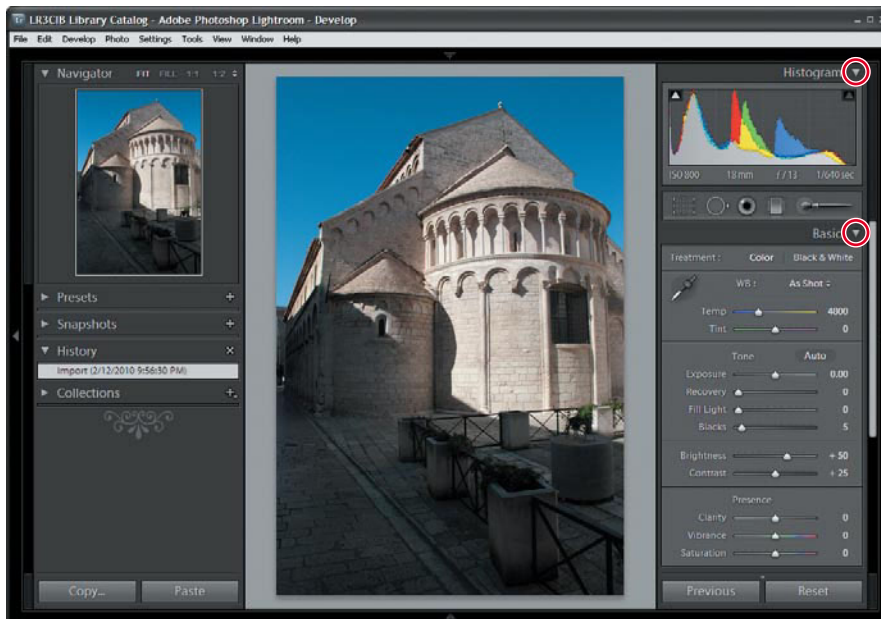 LR3CIB Library Catalog - Adobe Photoshop Lightroom - Develop
File Edit Develop Photo Settings Tools View Window Help
Navigator FIT FILL 1:1 1:2
Presets
Snapshots
History
Import (2/12/2010 9:56:30 PM)
Collections
Copy... Paste
Histogram
ISO 800 18 mm f / 13 1/640 sec
Basic
Treatment : Color Black & White
WB : As Shot
Temp 4800
Tint 0
Tone Auto
Exposure 0.00
Recovery 0
Fill Light 0
Blacks 5
Brightness + 50
Contrast + 25
Presence
Clarity 0
Vibrance 0
Saturation 0
Previous Reset